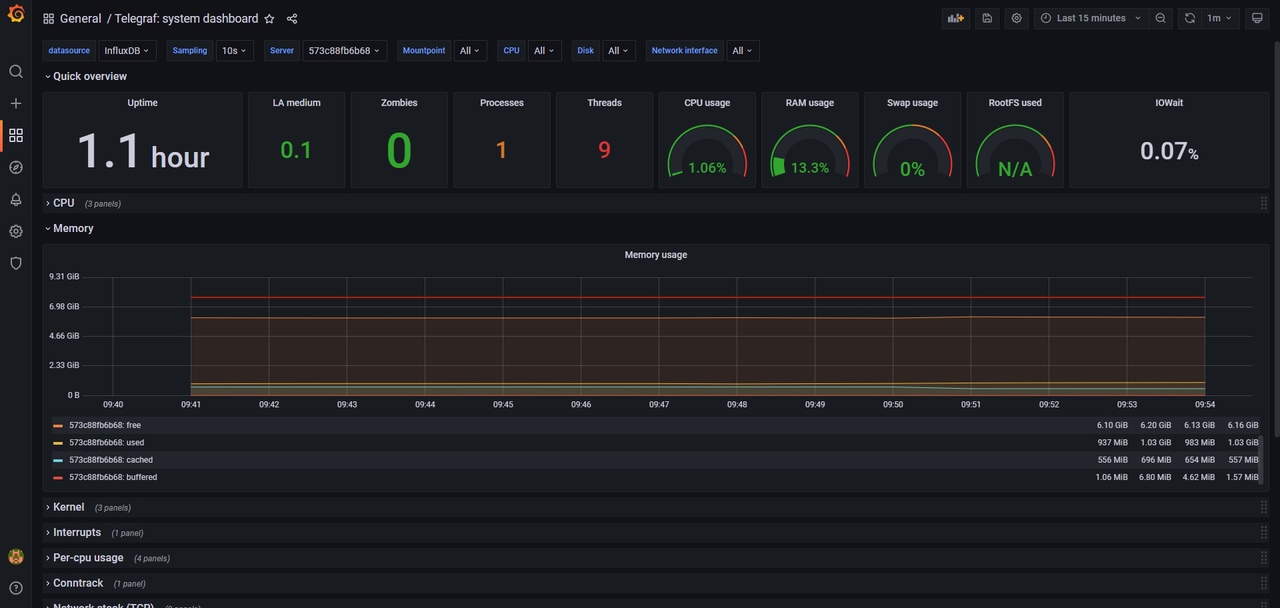 General / Telegraf: system dashboard
Last 15 minutes 1m
datasource InfluxDB Sampling 10s Server 573c88fb6b68 Mountpoint All CPU All Disk All Network interface All
Quick overview
Uptime LA medium Zombies Processes Threads CPU usage RAM usage Swap usage RootFS used IOWait
1.1 hour 0.1 0 1 9 1.06% 13.3% 0% N/A 0.07%
CPU (3 panels)
Memory
Memory usage
9.31 GiB
6.98 GiB
4.66 GiB
2.33 GiB
0 B
09:40 09:41 09:42 09:43 09:44 09:45 09:46 09:47 09:48 09:49 09:50 09:51 09:52 09:53 09:54
573c88fb6b68: free 6.10 GiB 6.20 GiB 6.13 GiB 6.16 GiB
573c88fb6b68: used 937 MiB 1.03 GiB 983 MiB 1.03 GiB
573c88fb6b68: cached 556 MiB 696 MiB 654 MiB 557 MiB
573c88fb6b68: buffered 1.06 MiB 6.80 MiB 4.62 MiB 1.57 MiB
Kernel (3 panels)
Interrupts (1 panel)
Per-cpu usage (4 panels)
Conntrack (1 panel)
Network stack (TCP)